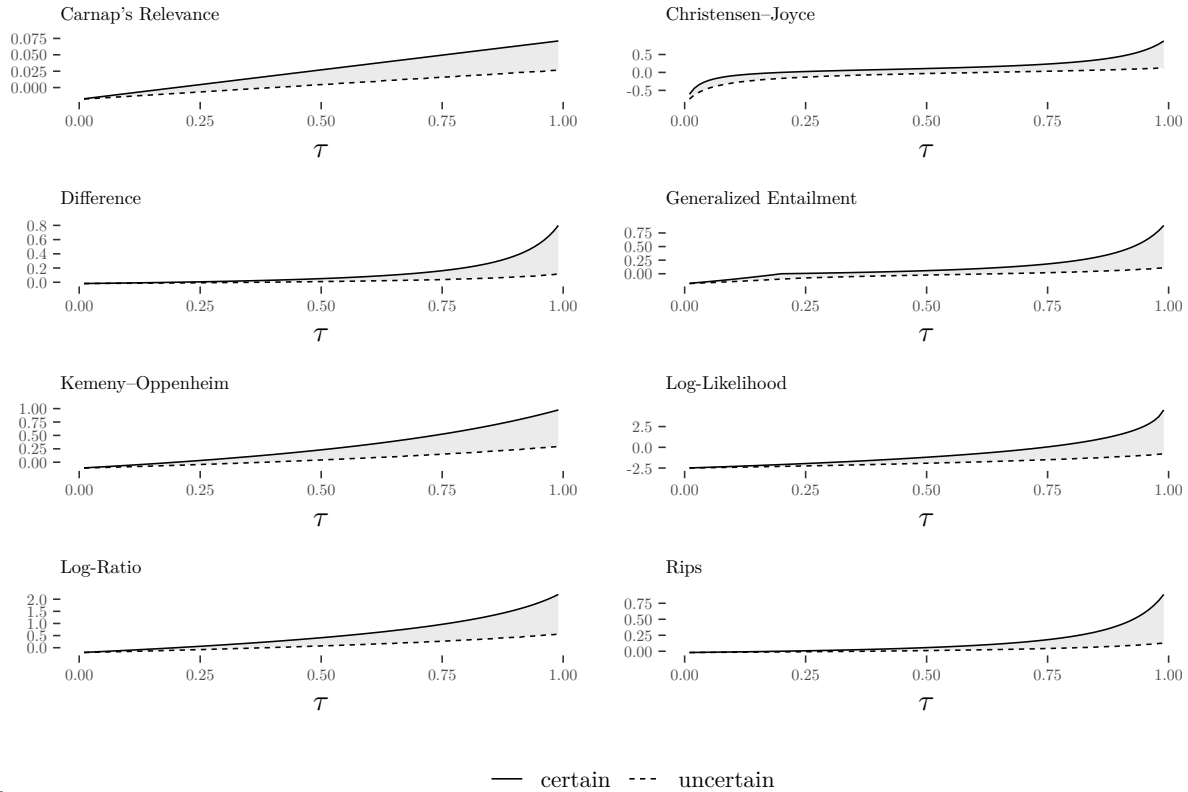 Carnap's Relevance
0.075
0.050
0.025
0.000
0.00 0.25 0.50 0.75 1.00
τ
Christensen–Joyce
0.5
0.0
-0.5
0.00 0.25 0.50 0.75 1.00
τ
Difference
0.8
0.6
0.4
0.2
0.0
0.00 0.25 0.50 0.75 1.00
τ
Generalized Entailment
0.75
0.50
0.25
0.00
0.00 0.25 0.50 0.75 1.00
τ
Kemeny–Oppenheim
1.00
0.75
0.50
0.25
0.00
0.00 0.25 0.50 0.75 1.00
τ
Log-Likelihood
2.5
0.0
-2.5
0.00 0.25 0.50 0.75 1.00
τ
Log-Ratio
2.0
1.5
1.0
0.5
0.0
0.00 0.25 0.50 0.75 1.00
τ
Rips
0.75
0.50
0.25
0.00
0.00 0.25 0.50 0.75 1.00
τ
certain uncertain